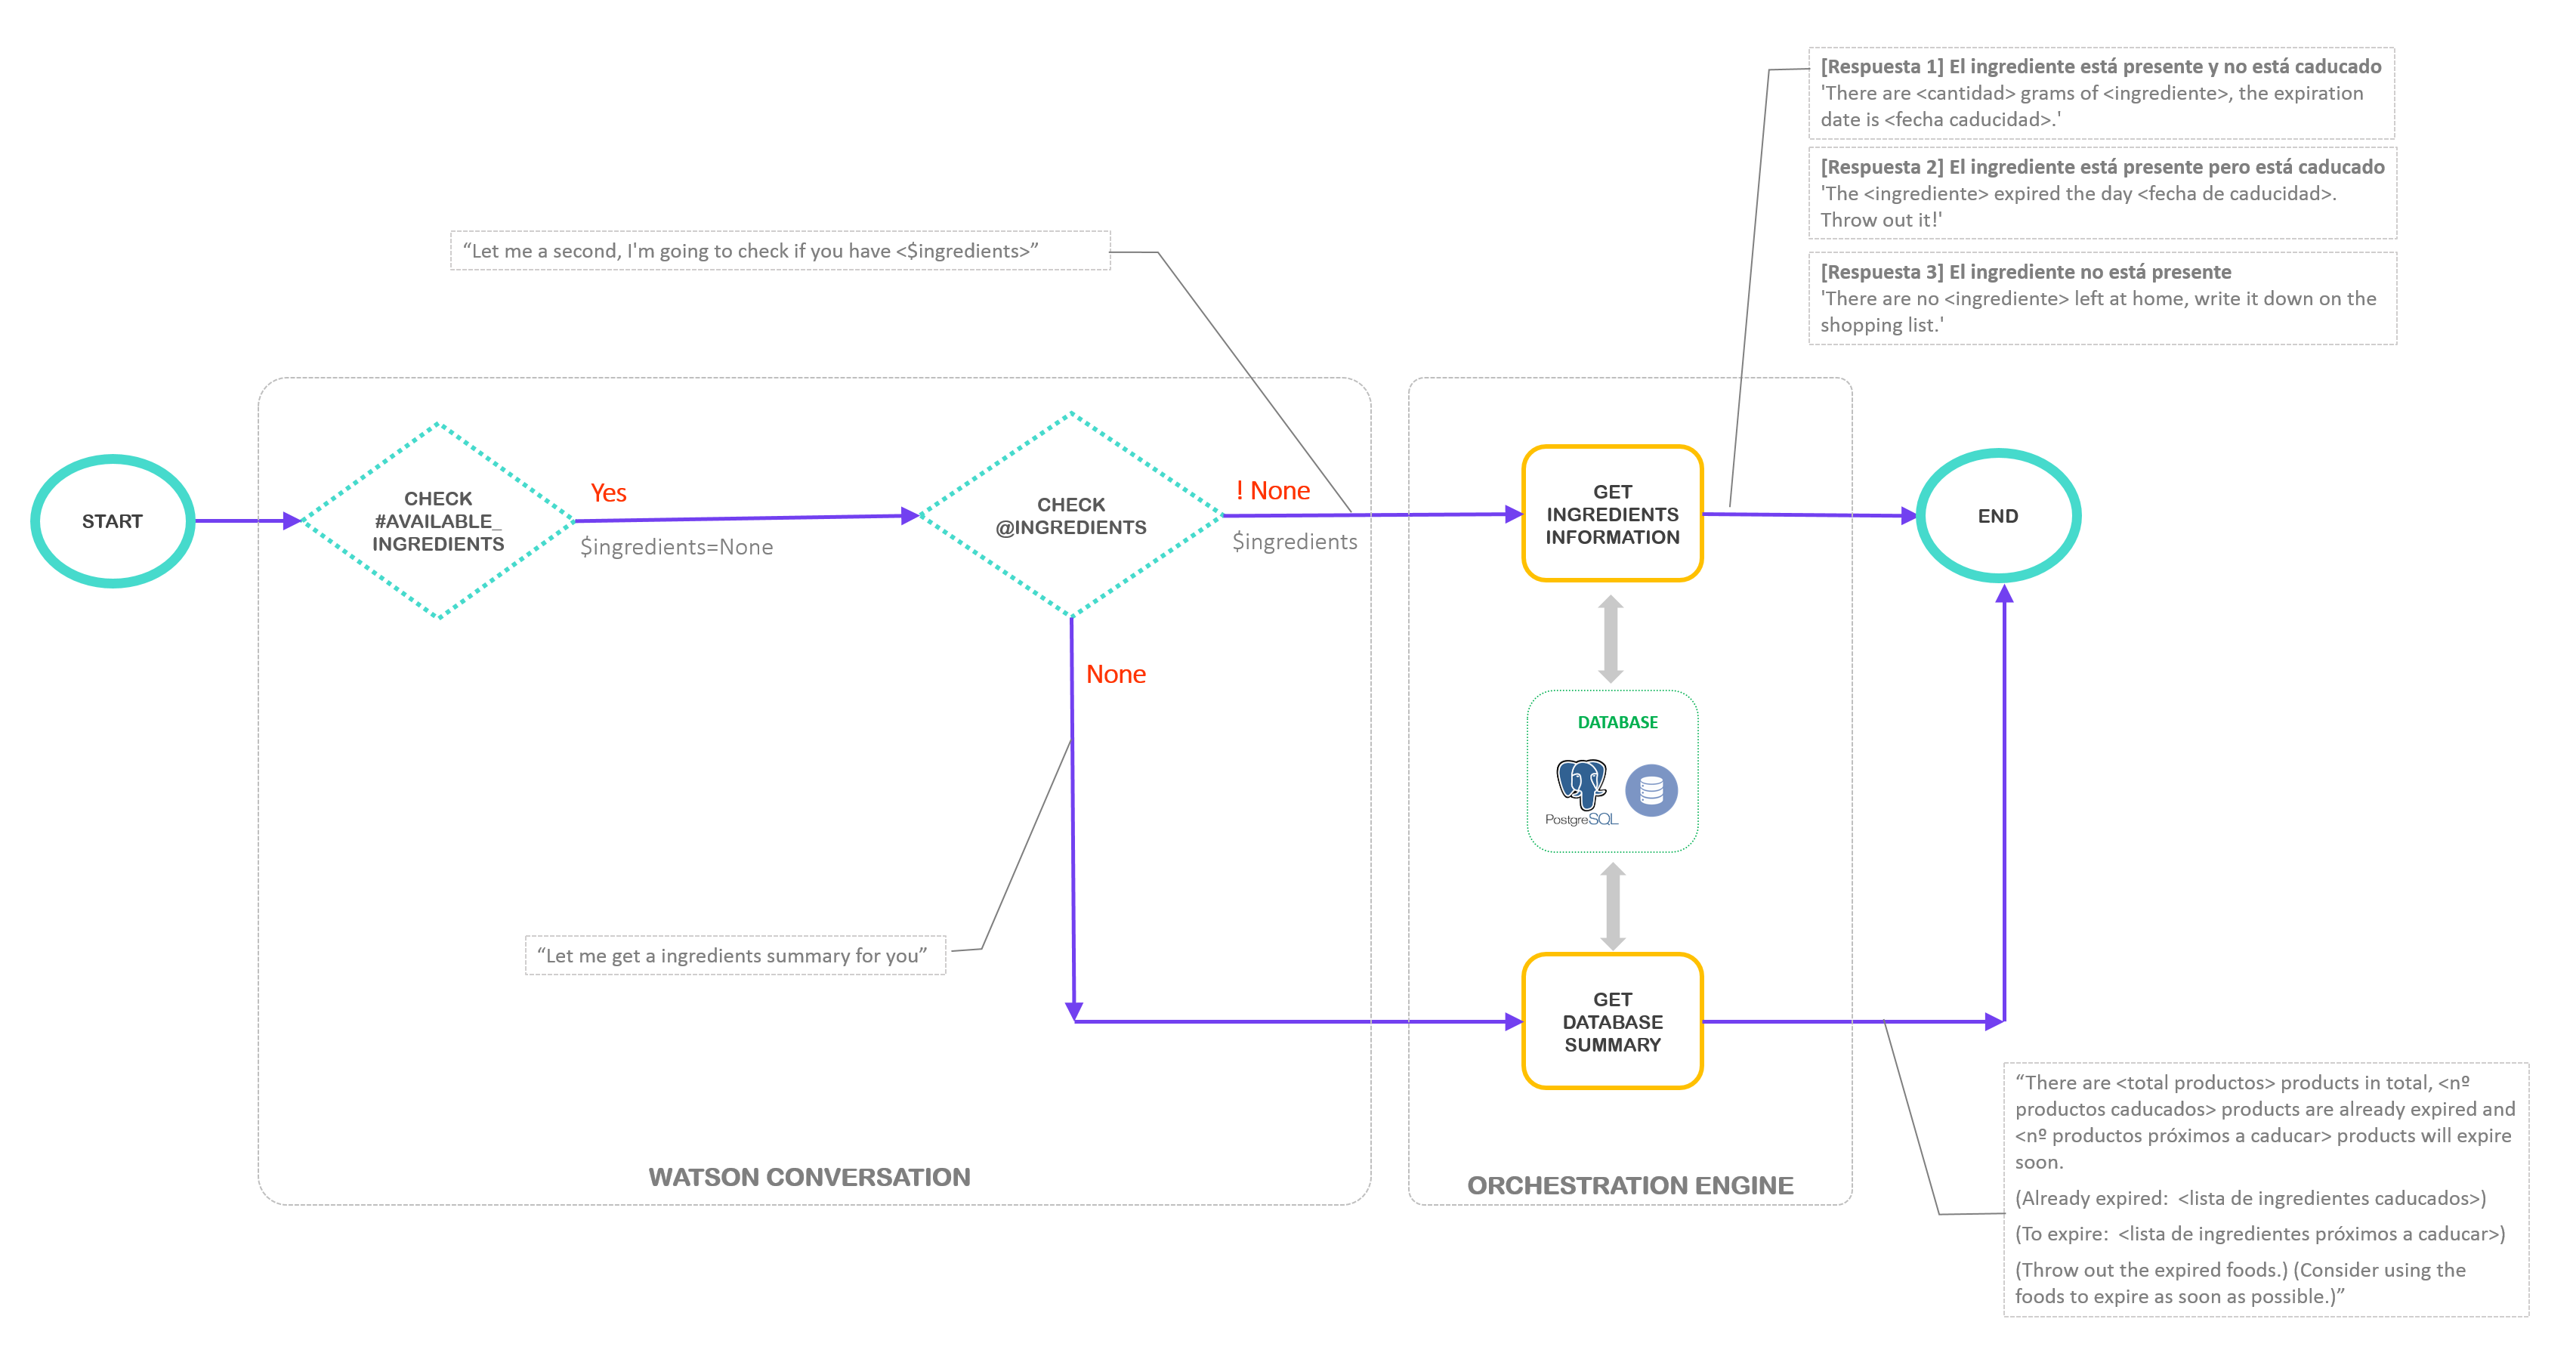 [Respuesta 1] El ingrediente está presente y no está caducado
'There are <cantidad> grams of <ingrediente>, the expiration
date is <fecha caducidad>.'
[Respuesta 2] El ingrediente está presente pero está caducado
'The <ingrediente> expired the day <fecha de caducidad>.
Throw out it!'
[Respuesta 3] El ingrediente no está presente
'There are no <ingrediente> left at home, write it down on the
shopping list.'
“Let me a second, I'm going to check if you have <$ingredients>”
START
CHECK
#AVAILABLE_
INGREDIENTS
Yes
$ingredients=None
CHECK
@INGREDIENTS
! None
$ingredients
GET
INGREDIENTS
INFORMATION
END
None
DATABASE
PostgreSQL
“Let me get a ingredients summary for you”
GET
DATABASE
SUMMARY
WATSON CONVERSATION
ORCHESTRATION ENGINE
“There are <total productos> products in total, <nº
productos caducados> products are already expired and
<nº productos próximos a caducar> products will expire
soon.
(Already expired:  <lista de ingredientes caducados>)
(To expire:  <lista de ingredientes próximos a caducar>)
(Throw out the expired foods.) (Consider using the
foods to expire as soon as possible.)”